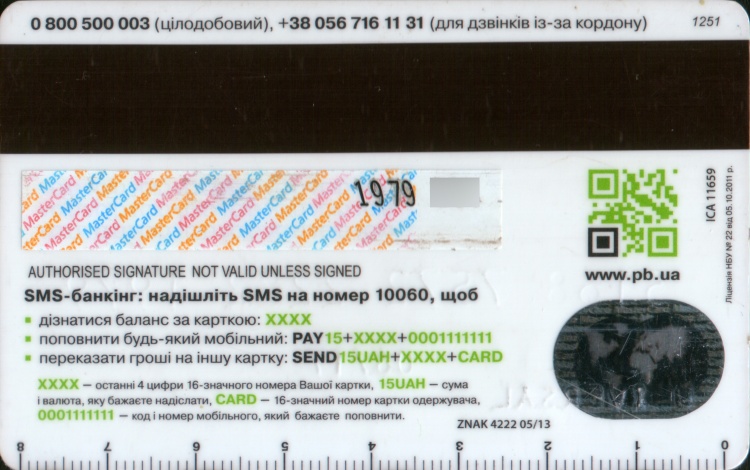 0 800 500 003 (цілодобовий), +38 056 716 11 31 (для дзвінків із-за кордону)
1251
MasterCard MasterCard MasterCard MasterCard MasterCard
1979
ICA 11659
Ліцензія НБУ № 22 від 05.10.2011 р.
www.pb.ua
AUTHORISED SIGNATURE NOT VALID UNLESS SIGNED
SMS-банкінг: надішліть SMS на номер 10060, щоб
▪ дізнатися баланс за карткою: XXXX
▪ поповнити будь-який мобільний: PAY15+XXXX+0001111111
▪ переказати гроші на іншу картку: SEND15UAH+XXXX+CARD
XXXX – останні 4 цифри 16-значного номера Вашої картки, 15UAH – сума
і валюта, яку бажаєте надіслати, CARD – 16-значний номер картки одержувача,
0001111111 – код і номер мобільного, який бажаєте поповнити.
ZNAK 4222 05/13
8 7 6 5 4 3 2 1 0